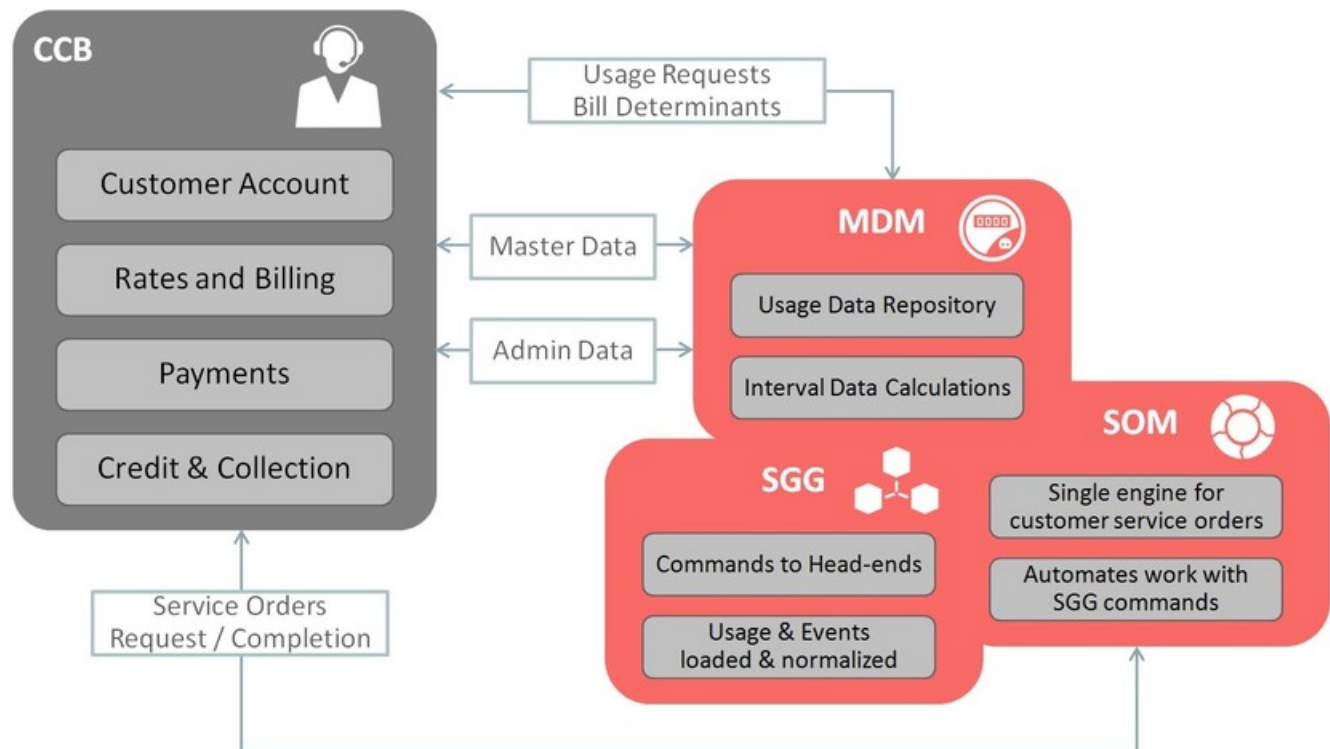 CCB
Customer Account
Rates and Billing
Payments
Credit & Collection
Usage Requests
Bill Determinants
Master Data
Admin Data
Service Orders
Request / Completion
MDM
0000
Usage Data Repository
Interval Data Calculations
SGG
Commands to Head-ends
Usage & Events
loaded & normalized
SOM
Single engine for
customer service orders
Automates work with
SGG commands